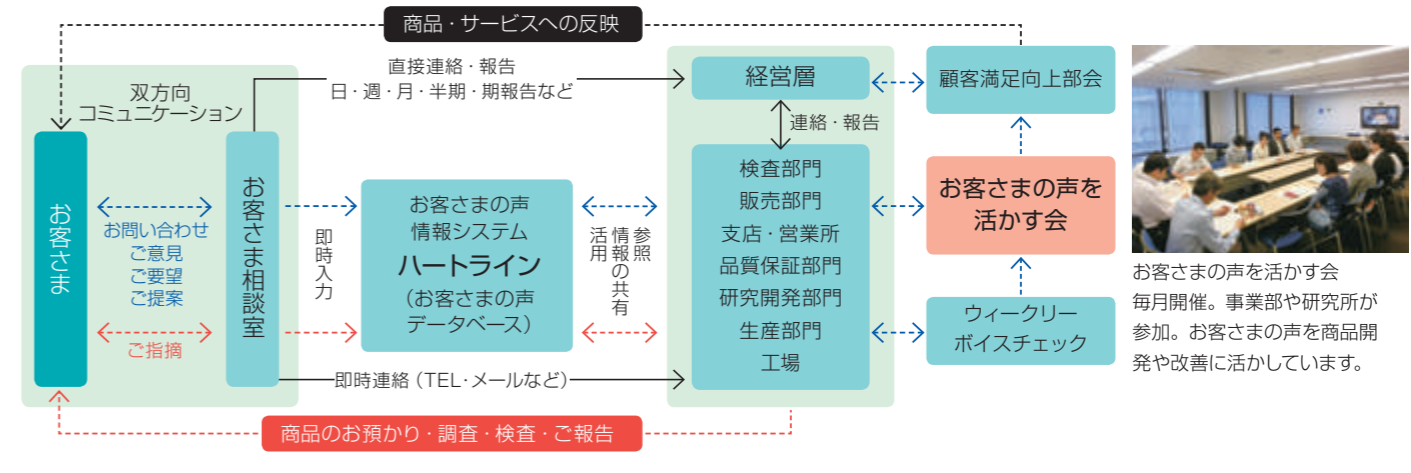 商品・サービスへの反映
双方向
コミュニケーション
お客さま
お問い合わせ
ご意見
ご要望
ご提案
ご指摘
お客さま相談室
直接連絡・報告
日・週・月・半期・期報告など
即時入力
お客さまの声
情報システム
ハートライン
（お客さまの声
データベース）
参照
情報の共有
活用
即時連絡（TEL・メールなど）
商品のお預かり・調査・検査・ご報告
経営層
連絡・報告
検査部門
販売部門
支店・営業所
品質保証部門
研究開発部門
生産部門
工場
顧客満足向上部会
お客さまの声を
活かす会
ウィークリー
ボイスチェック
お客さまの声を活かす会
毎月開催。事業部や研究所が
参加。お客さまの声を商品開
発や改善に活かしています。